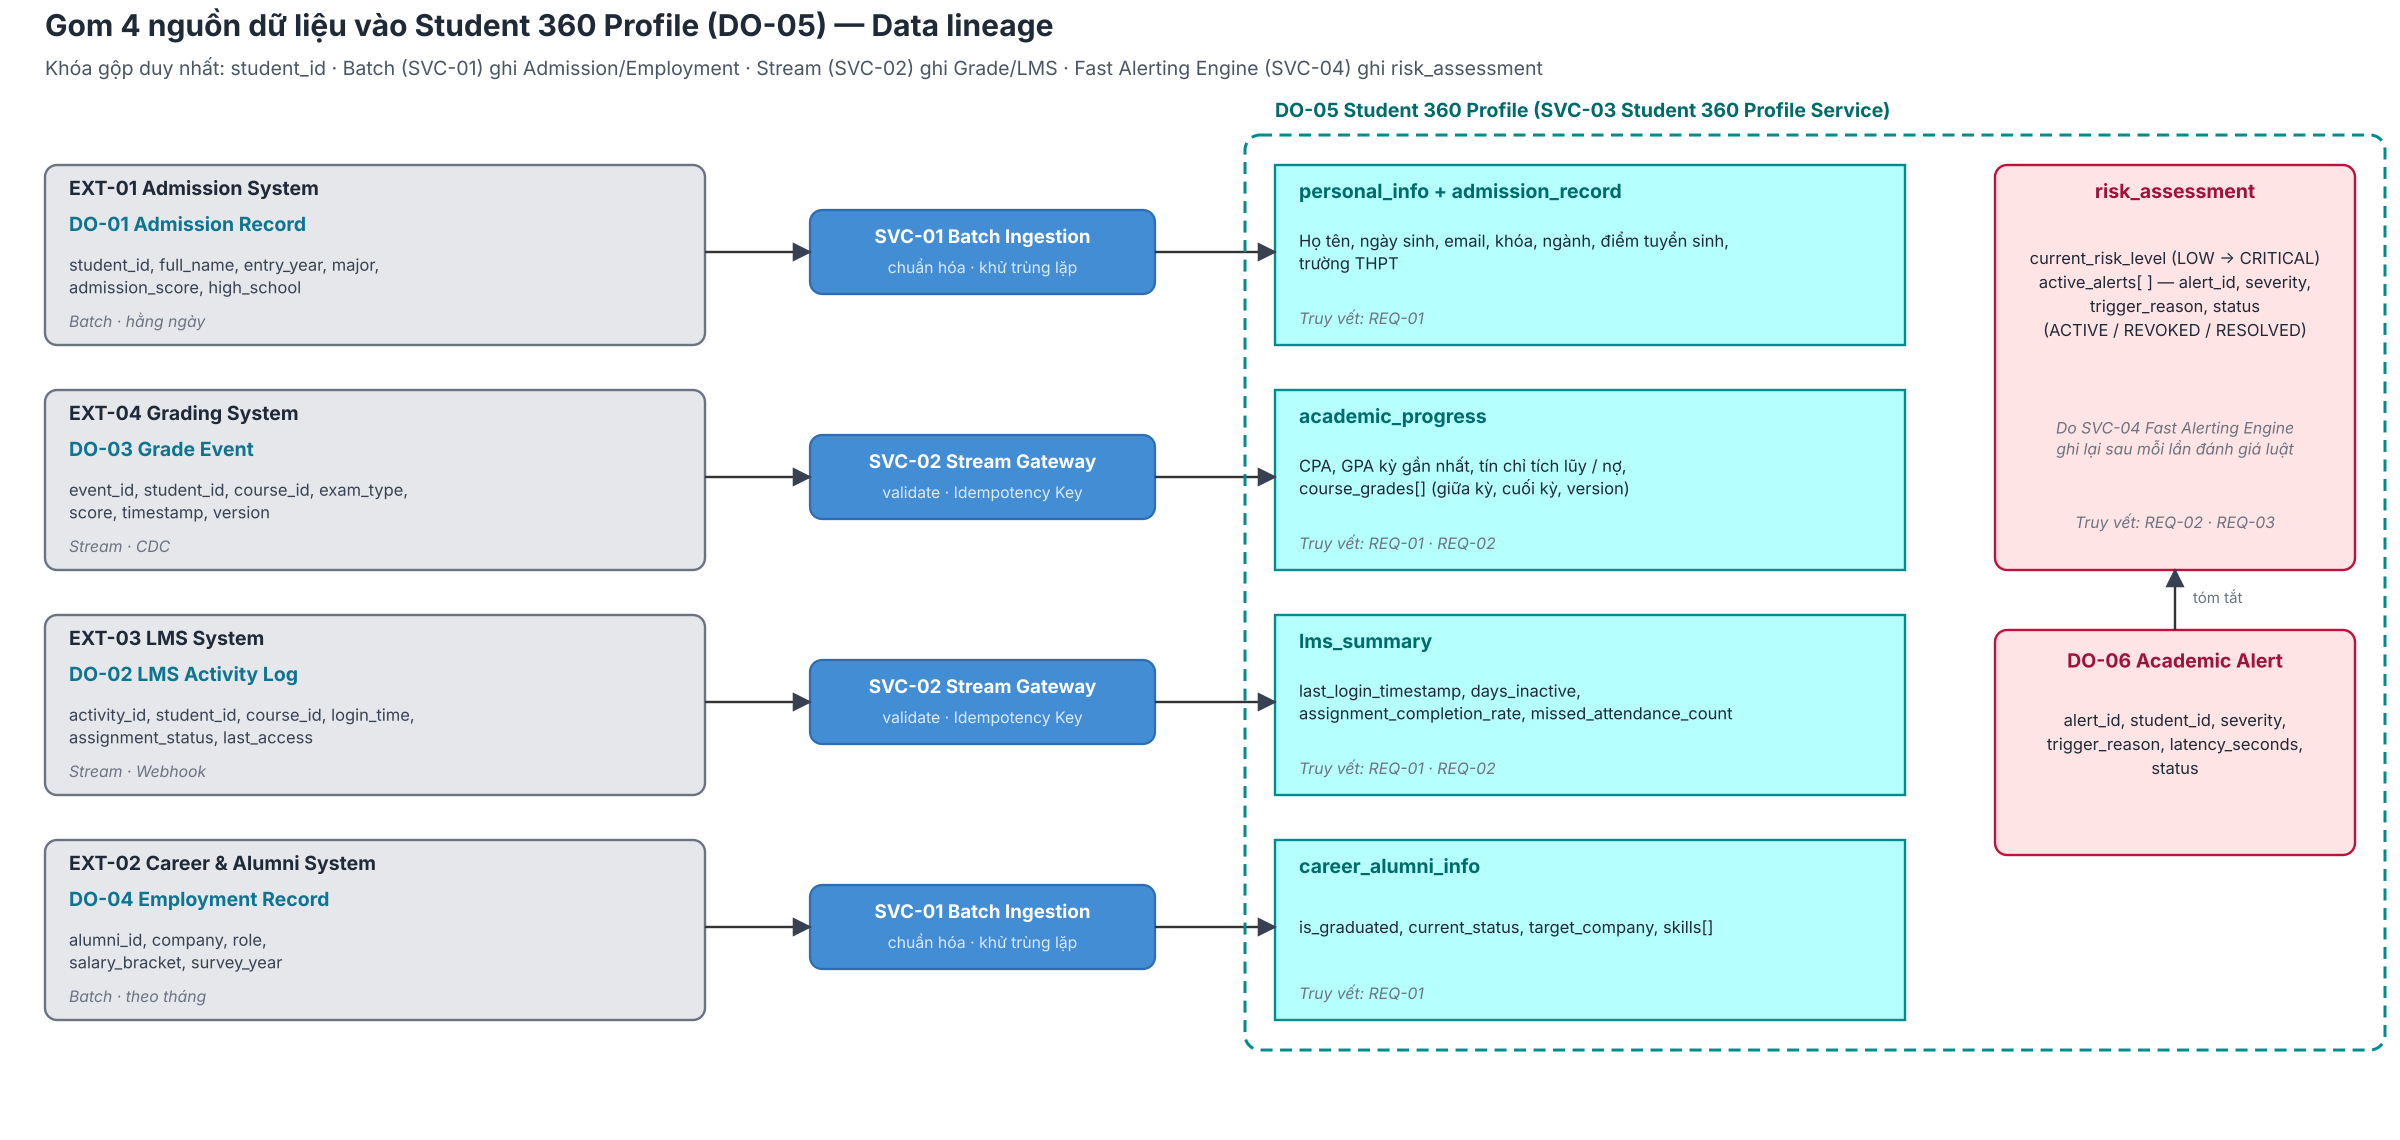 Gom 4 nguồn dữ liệu vào Student 360 Profile (DO-05) — Data lineage
Khóa gộp duy nhất: student_id · Batch (SVC-01) ghi Admission/Employment · Stream (SVC-02) ghi Grade/LMS · Fast Alerting Engine (SVC-04) ghi risk_assessment
DO-05 Student 360 Profile (SVC-03 Student 360 Profile Service)
EXT-01 Admission System
DO-01 Admission Record
student_id, full_name, entry_year, major,
admission_score, high_school
Batch · hằng ngày
SVC-01 Batch Ingestion
chuẩn hóa · khử trùng lặp
personal_info + admission_record
Họ tên, ngày sinh, email, khóa, ngành, điểm tuyển sinh,
trường THPT
Truy vết: REQ-01
EXT-04 Grading System
DO-03 Grade Event
event_id, student_id, course_id, exam_type,
score, timestamp, version
Stream · CDC
SVC-02 Stream Gateway
validate · Idempotency Key
academic_progress
CPA, GPA kỳ gần nhất, tín chỉ tích lũy / nợ,
course_grades[] (giữa kỳ, cuối kỳ, version)
Truy vết: REQ-01 · REQ-02
EXT-03 LMS System
DO-02 LMS Activity Log
activity_id, student_id, course_id, login_time,
assignment_status, last_access
Stream · Webhook
SVC-02 Stream Gateway
validate · Idempotency Key
lms_summary
last_login_timestamp, days_inactive,
assignment_completion_rate, missed_attendance_count
Truy vết: REQ-01 · REQ-02
EXT-02 Career & Alumni System
DO-04 Employment Record
alumni_id, company, role,
salary_bracket, survey_year
Batch · theo tháng
SVC-01 Batch Ingestion
chuẩn hóa · khử trùng lặp
career_alumni_info
is_graduated, current_status, target_company, skills[]
Truy vết: REQ-01
risk_assessment
current_risk_level (LOW → CRITICAL)
active_alerts[ ] — alert_id, severity,
trigger_reason, status
(ACTIVE / REVOKED / RESOLVED)
Do SVC-04 Fast Alerting Engine
ghi lại sau mỗi lần đánh giá luật
Truy vết: REQ-02 · REQ-03
tóm tắt
DO-06 Academic Alert
alert_id, student_id, severity,
trigger_reason, latency_seconds,
status